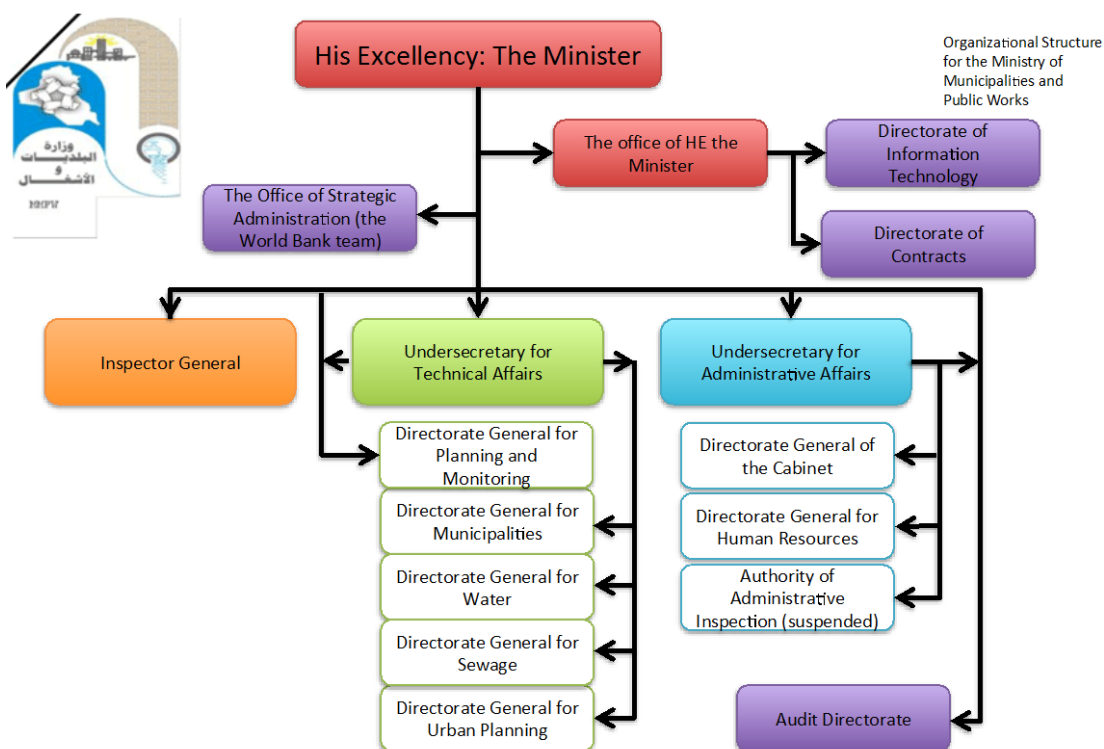 His Excellency: The Minister
Organizational Structure
for the Ministry of
Municipalities and
Public Works
وزارة
البلديات
و
الأشغال
The office of HE the
Minister
Directorate of
Information
Technology
The Office of Strategic
Administration (the
World Bank team)
Directorate of
Contracts
Inspector General
Undersecretary for
Technical Affairs
Undersecretary for
Administrative Affairs
Directorate General for
Planning and
Monitoring
Directorate General for
Municipalities
Directorate General for
Water
Directorate General for
Sewage
Directorate General for
Urban Planning
Directorate General of
the Cabinet
Directorate General for
Human Resources
Authority of
Administrative
Inspection (suspended)
Audit Directorate